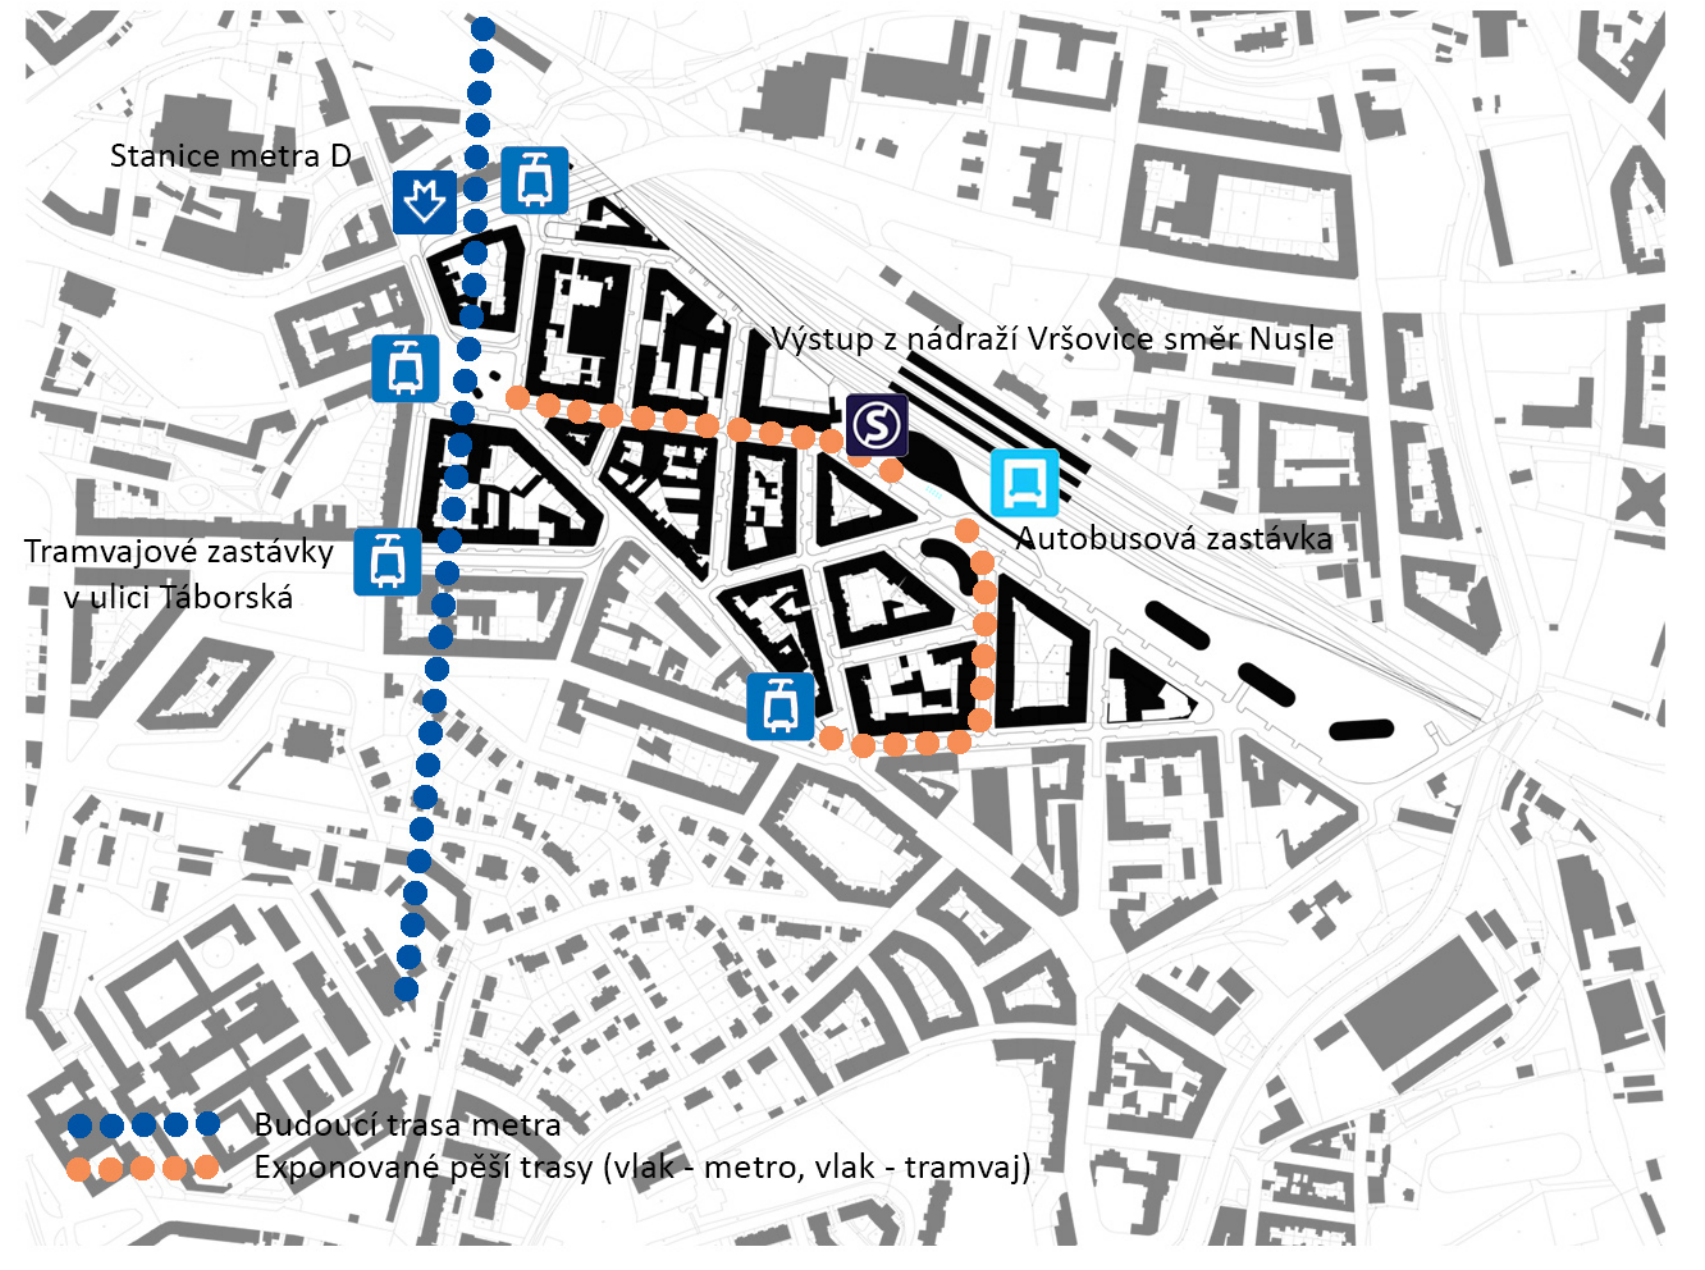 Stanice metra D
M
Výstup z nádraží Vršovice směr Nusle
S
Autobusová zastávka
Tramvajové zastávky
v ulici Táborská
Budoucí trasa metra
Exponované pěší trasy (vlak - metro, vlak - tramvaj)